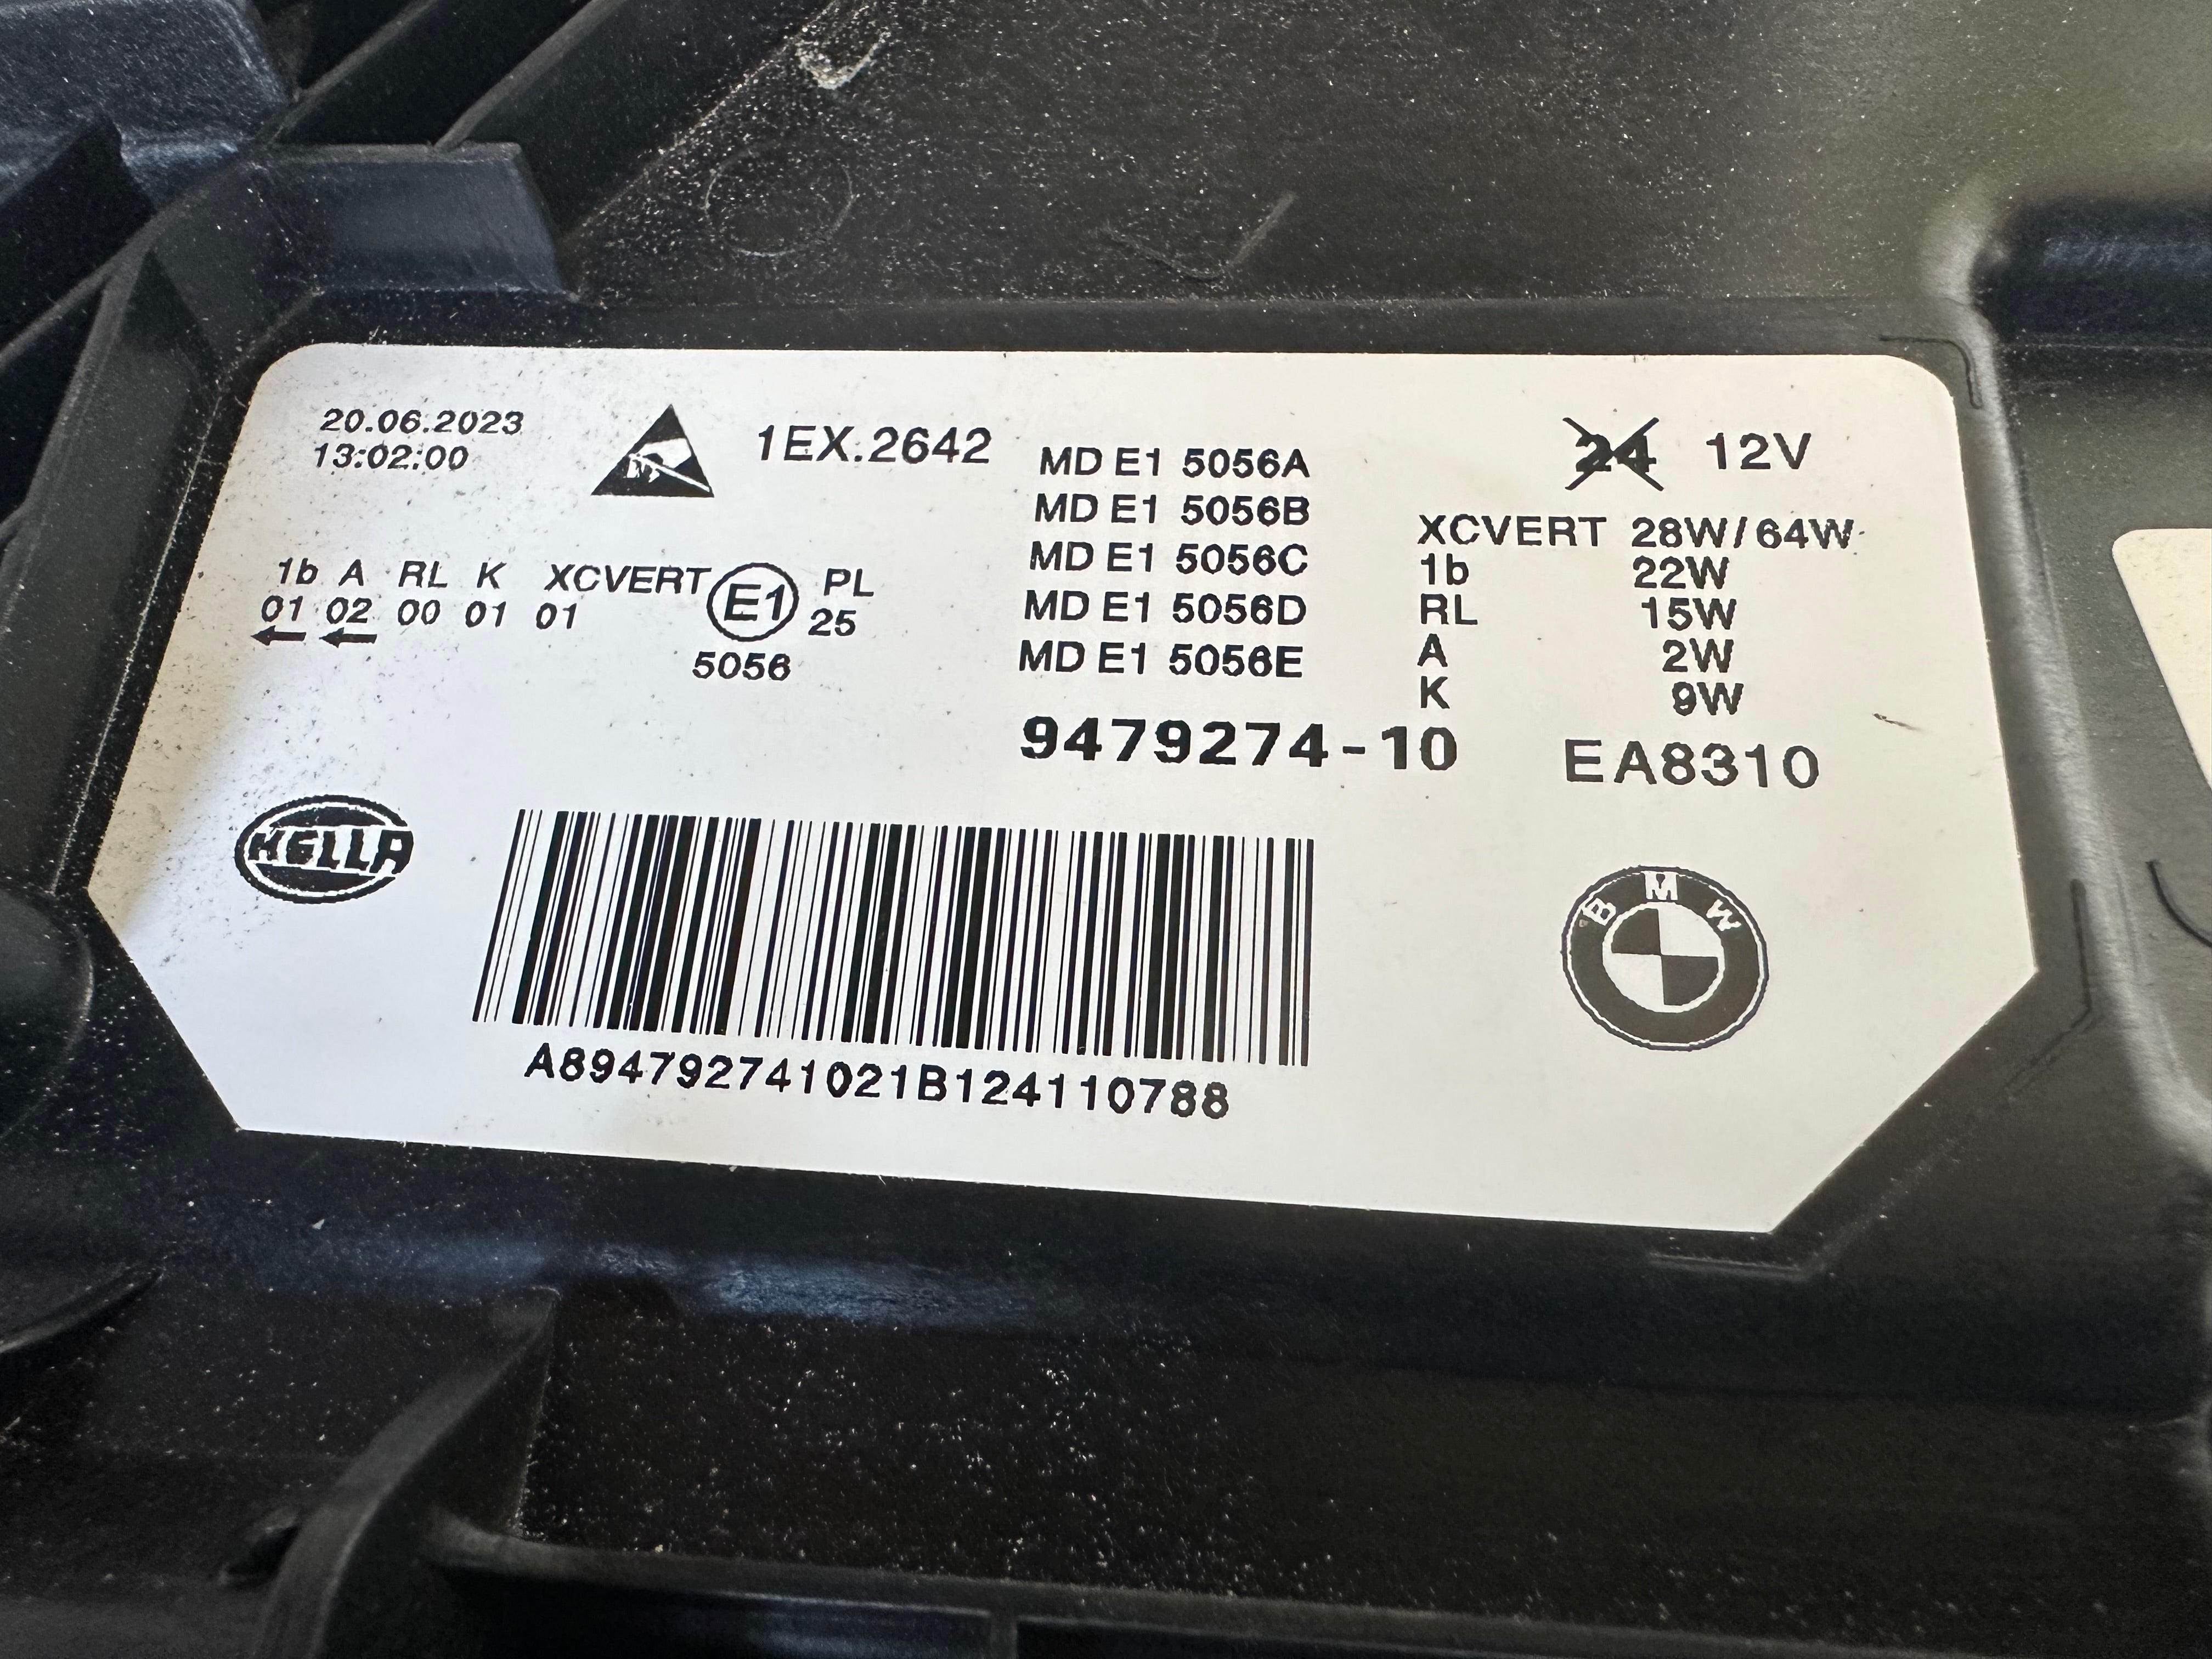 20.06.2023
13:02:00
1EX.2642
1b A RL K XCVERT E1 PL
01 02 00 01 01 25
5056
MD E1 5056A
MD E1 5056B
MD E1 5056C
MD E1 5056D
MD E1 5056E
24 12V
XCVERT 28W/64W
1b 22W
RL 15W
A 2W
K 9W
9479274-10 EA8310
HELLA
BMW
A894792741021B124110788